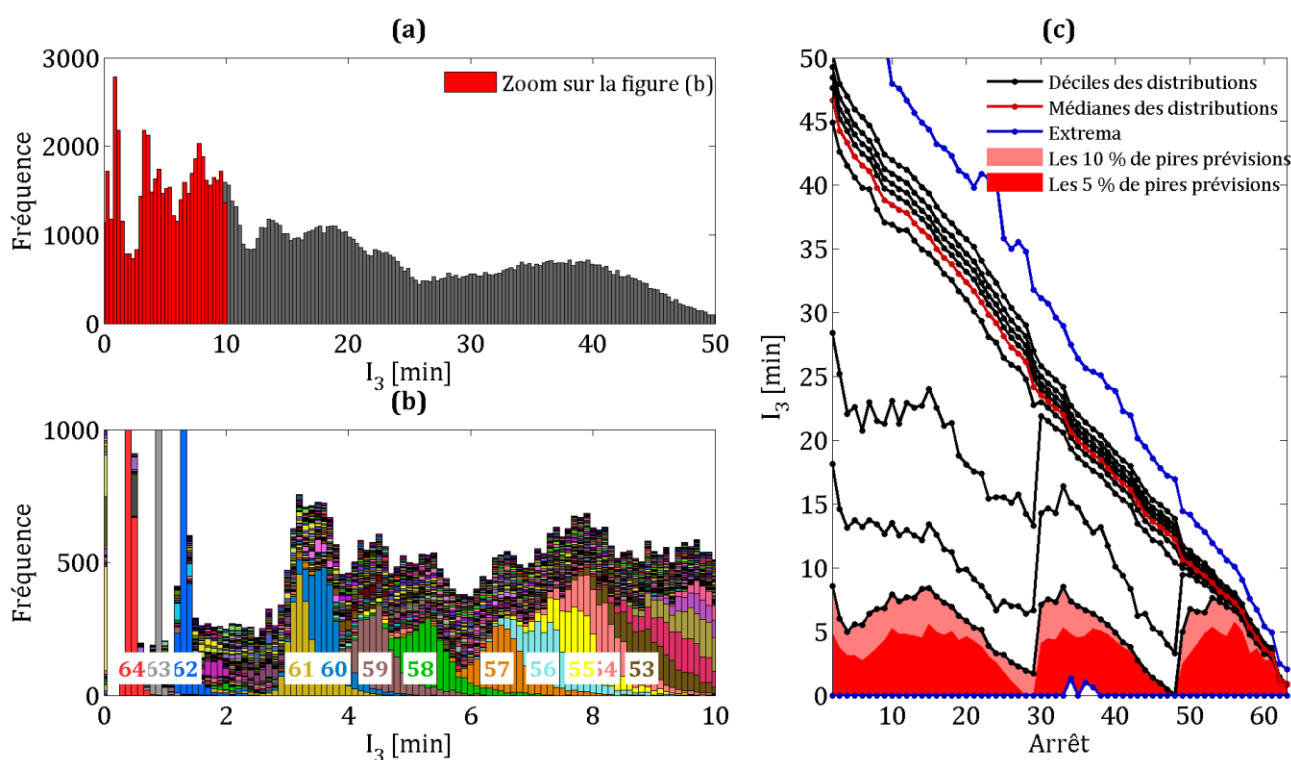 (a)
3000
2000
1000
0
Fréquence
Zoom sur la figure (b)
0 10 20 30 40 50
I3 [min]
(b)
1000
500
0
Fréquence
64 63 62 61 60 59 58 57 56 55 54 53
0 2 4 6 8 10
I3 [min]
(c)
50
45
40
35
30
25
20
15
10
5
0
I3 [min]
Déciles des distributions
Médianes des distributions
Extrema
Les 10 % de pires prévisions
Les 5 % de pires prévisions
10 20 30 40 50 60
Arrêt